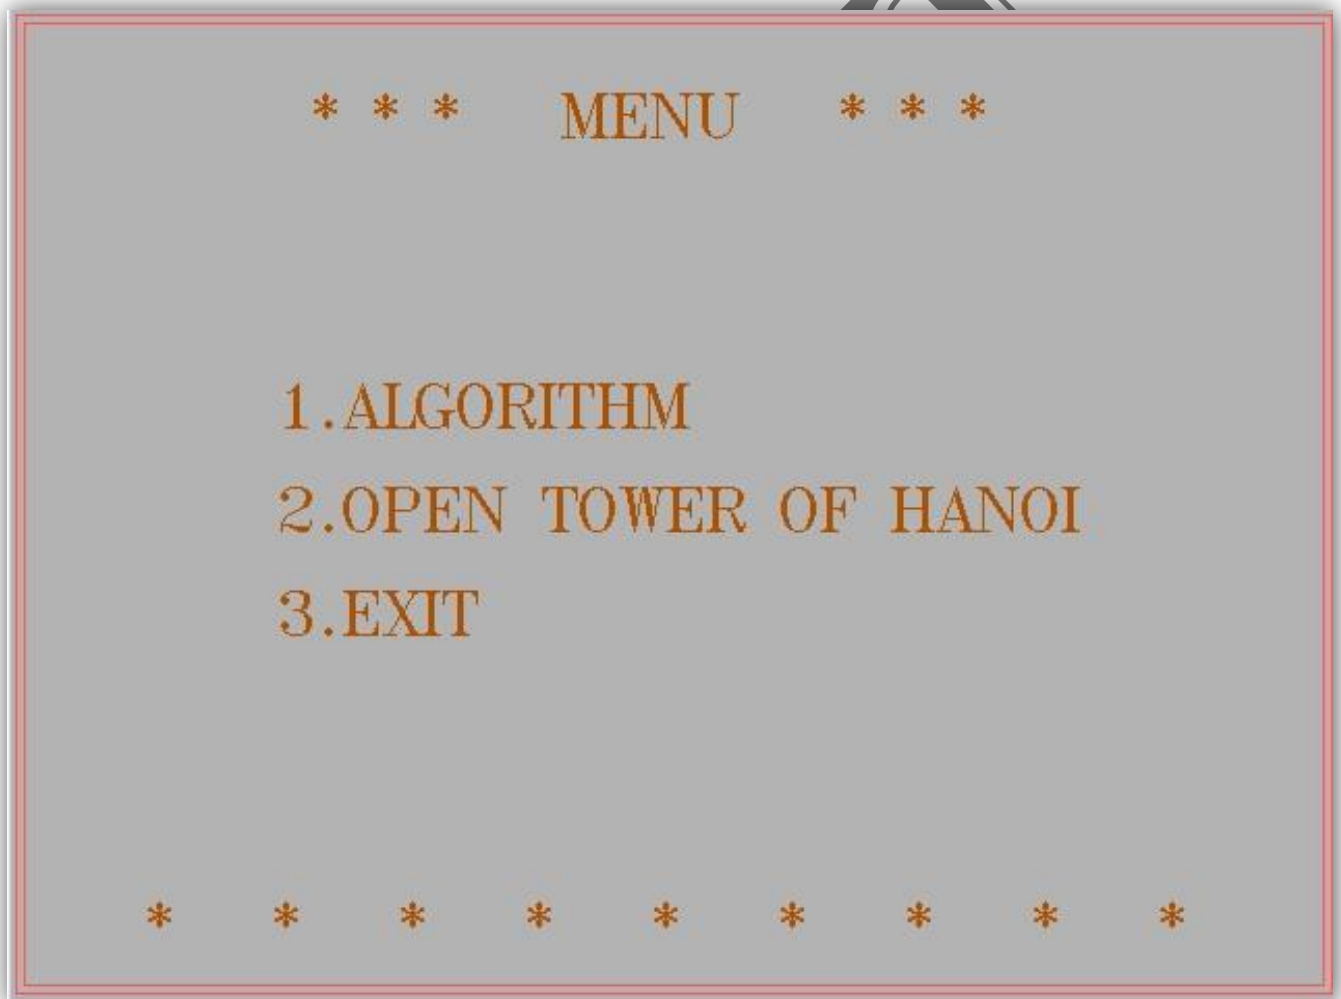 * * * MENU * * *
1.ALGORITHM
2.OPEN TOWER OF HANOI
3.EXIT
* * * * * * * * *